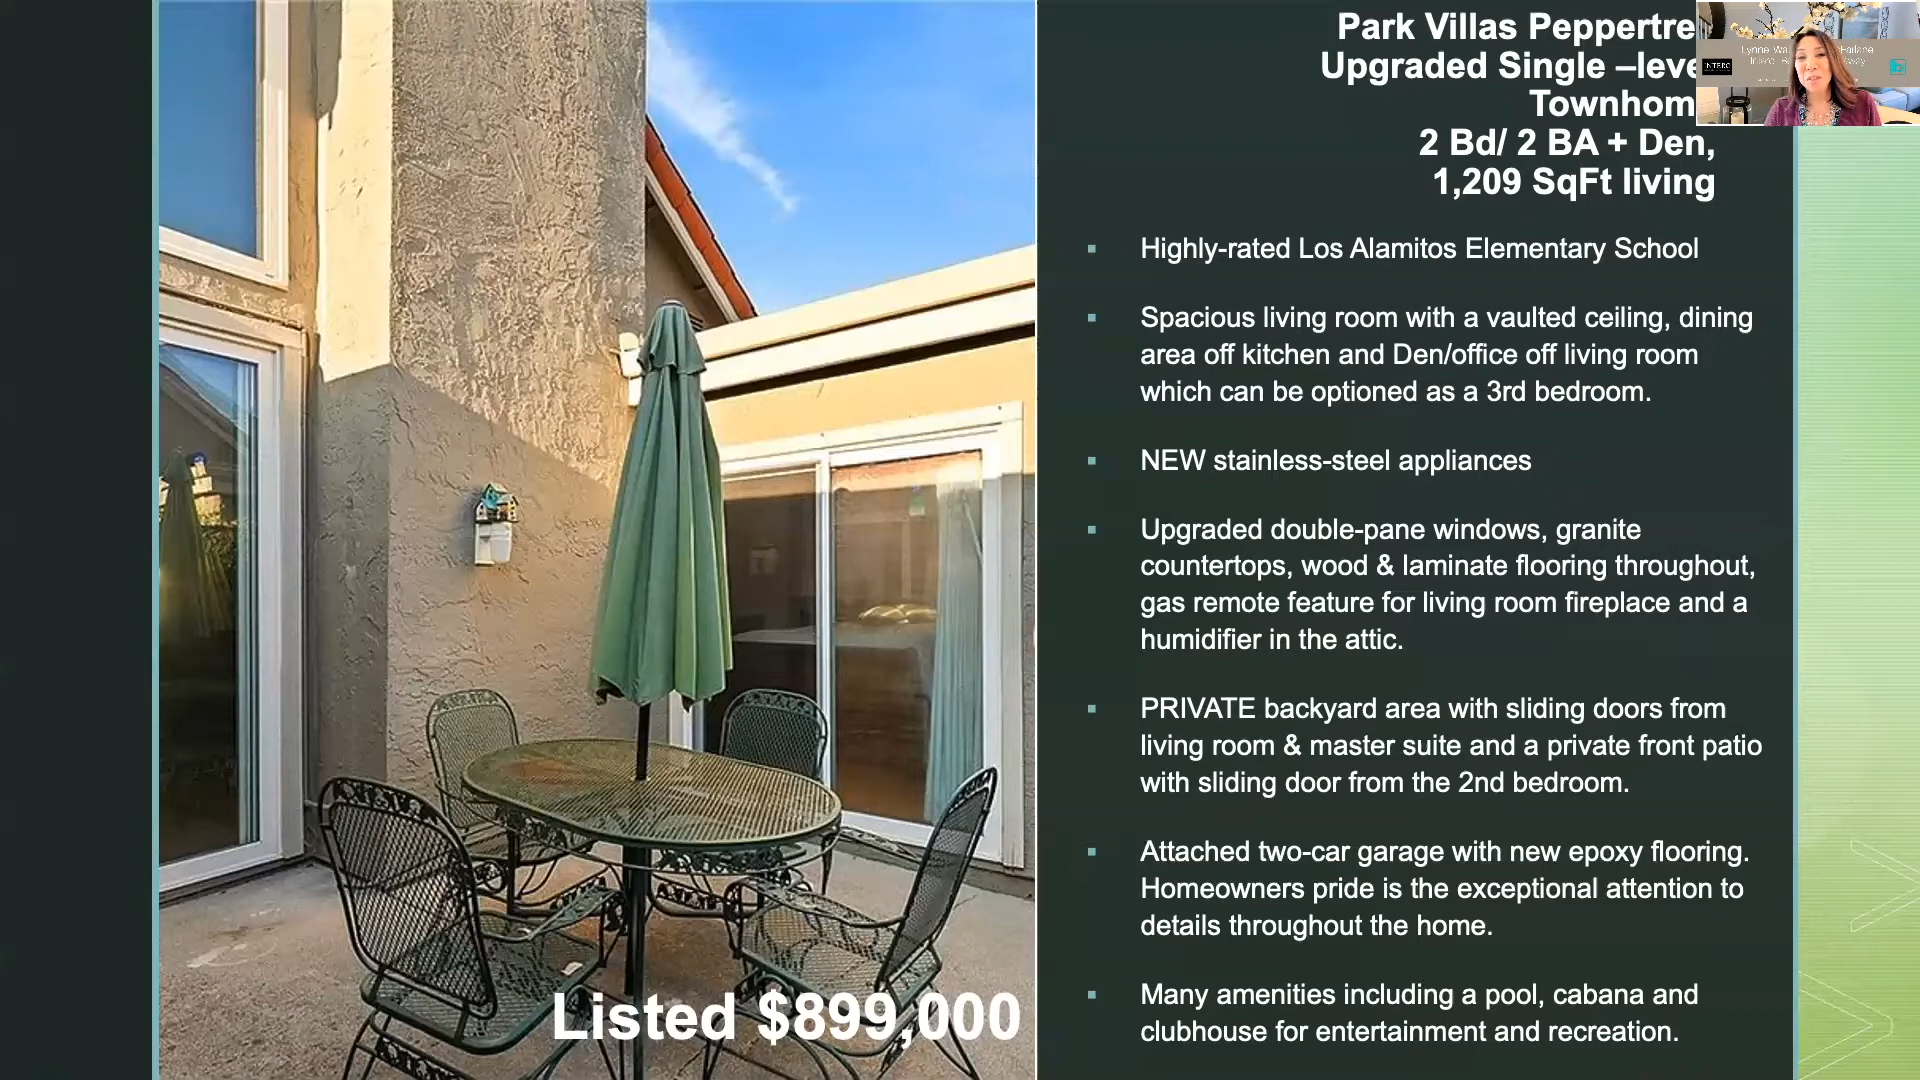 Park Villas Peppertre
Upgraded Single –leve
Townhom
2 Bd/ 2 BA + Den,
1,209 SqFt living
INTERO
▪ Highly-rated Los Alamitos Elementary School
▪ Spacious living room with a vaulted ceiling, dining
area off kitchen and Den/office off living room
which can be optioned as a 3rd bedroom.
▪ NEW stainless-steel appliances
▪ Upgraded double-pane windows, granite
countertops, wood & laminate flooring throughout,
gas remote feature for living room fireplace and a
humidifier in the attic.
▪ PRIVATE backyard area with sliding doors from
living room & master suite and a private front patio
with sliding door from the 2nd bedroom.
▪ Attached two-car garage with new epoxy flooring.
Homeowners pride is the exceptional attention to
details throughout the home.
▪ Many amenities including a pool, cabana and
clubhouse for entertainment and recreation.
Listed $899,000